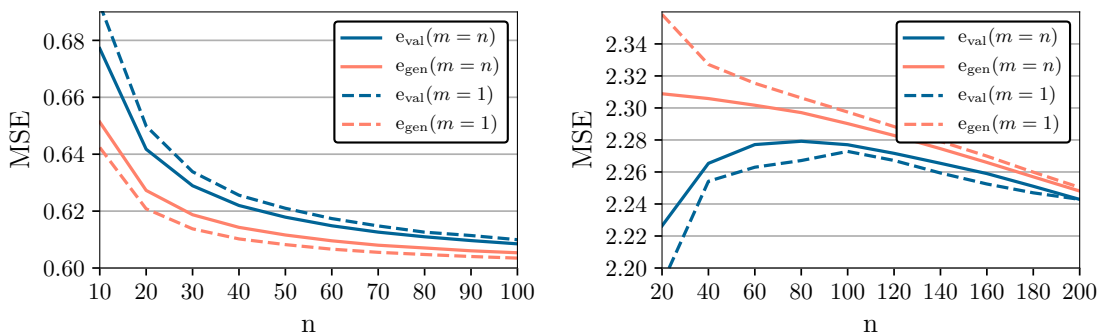 0.68
0.66
0.64
0.62
0.60
MSE
10 20 30 40 50 60 70 80 90 100
n
e_val(m = n)
e_gen(m = n)
e_val(m = 1)
e_gen(m = 1)
2.34
2.32
2.30
2.28
2.26
2.24
2.22
2.20
MSE
20 40 60 80 100 120 140 160 180 200
n
e_val(m = n)
e_gen(m = n)
e_val(m = 1)
e_gen(m = 1)